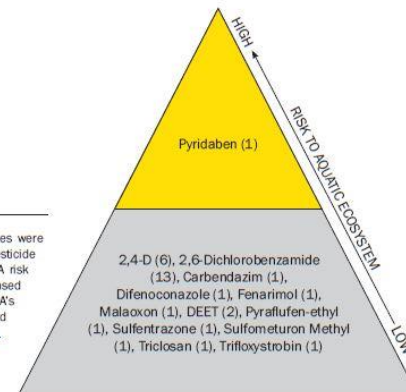 HIGH
RISK TO AQUATIC ECOSYSTEM
LOW
Pyridaben (1)
es were
sticide
A risk
sed
A's
d
2,4-D (6), 2,6-Dichlorobenzamide
(13), Carbendazim (1),
Difenoconazole (1), Fenarimol (1),
Malaoxon (1), DEET (2), Pyraflufen-ethyl
(1), Sulfentrazone (1), Sulfometuron Methyl
(1), Triclosan (1), Trifloxystrobin (1)